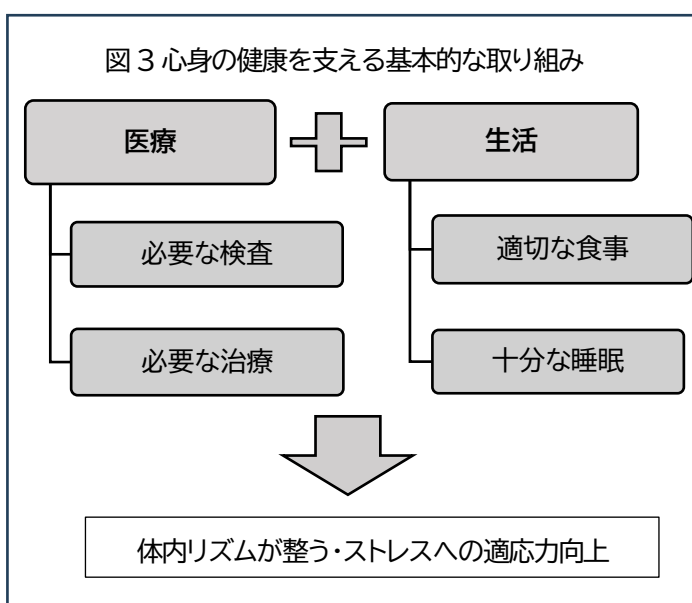 図3 心身の健康を支える基本的な取り組み
医療
生活
必要な検査
適切な食事
必要な治療
十分な睡眠
体内リズムが整う・ストレスへの適応力向上